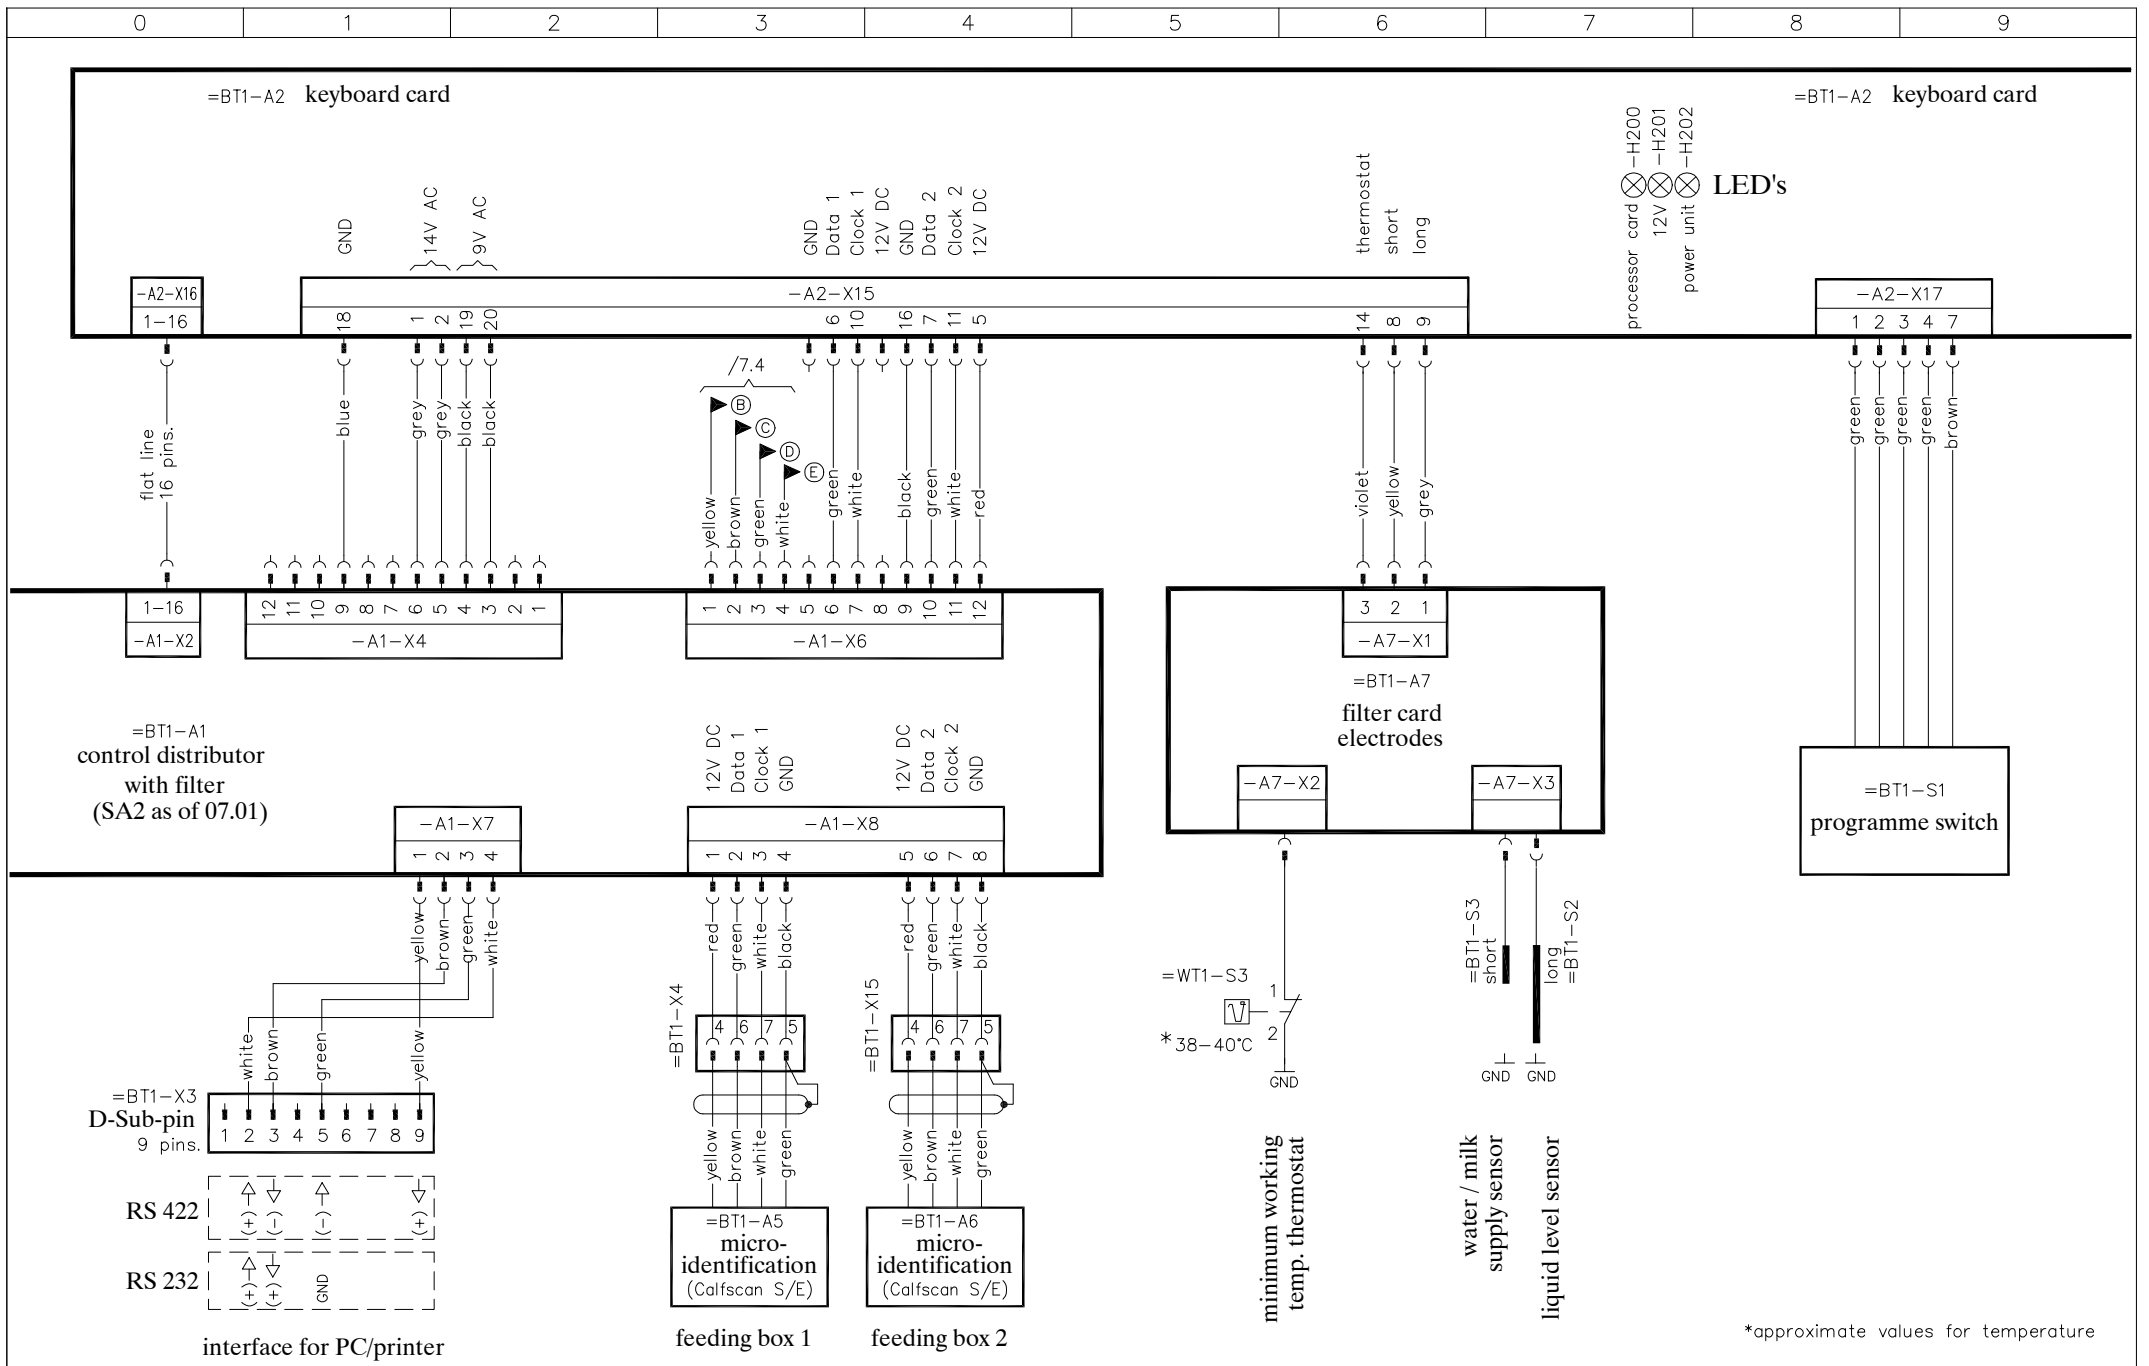 0 1 2 3 4 5 6 7 8 9
=BT1-A2 keyboard card
=BT1-A2 keyboard card
GND
14V AC
9V AC
GND
Data 1
Clock 1
12V DC
GND
Data 2
Clock 2
12V DC
thermostat
short
long
processor card -H200
12V -H201
power unit -H202
LED's
-A2-X16
1-16
-A2-X15
18 1 2 19 20 6 10 16 7 11 5 14 8 9
-A2-X17
1 2 3 4 7
flat line
16 pins.
blue
grey
grey
black
black
/7.4
B
C
D
E
yellow
brown
green
white
green
white
black
green
white
red
violet
yellow
grey
green
green
green
green
brown
1-16
-A1-X2
12 11 10 9 8 7 6 5 4 3 2 1
-A1-X4
1 2 3 4 5 6 7 8 9 10 11 12
-A1-X6
3 2 1
-A7-X1
=BT1-A7
filter card
electrodes
-A7-X2
-A7-X3
=BT1-A1
control distributor
with filter
(SA2 as of 07.01)
12V DC
Data 1
Clock 1
GND
12V DC
Data 2
Clock 2
GND
-A1-X7
1 2 3 4
-A1-X8
1 2 3 4 5 6 7 8
=BT1-S1
programme switch
yellow
brown
green
white
red
green
white
black
red
green
white
black
=BT1-X4
4 6 7 5
=BT1-X15
4 6 7 5
=WT1-S3
1
2
*38-40°C
GND
=BT1-S3
short
long
=BT1-S2
GND GND
white
brown
green
yellow
=BT1-X3
D-Sub-pin
9 pins.
1 2 3 4 5 6 7 8 9
yellow
brown
white
green
yellow
brown
white
green
RS 422
(+) (-) (-) (+)
RS 232
(+) (+) GND
interface for PC/printer
=BT1-A5
micro-
identification
(Calfscan S/E)
feeding box 1
=BT1-A6
micro-
identification
(Calfscan S/E)
feeding box 2
minimum working
temp. thermostat
water / milk
supply sensor
liquid level sensor
*approximate values for temperature